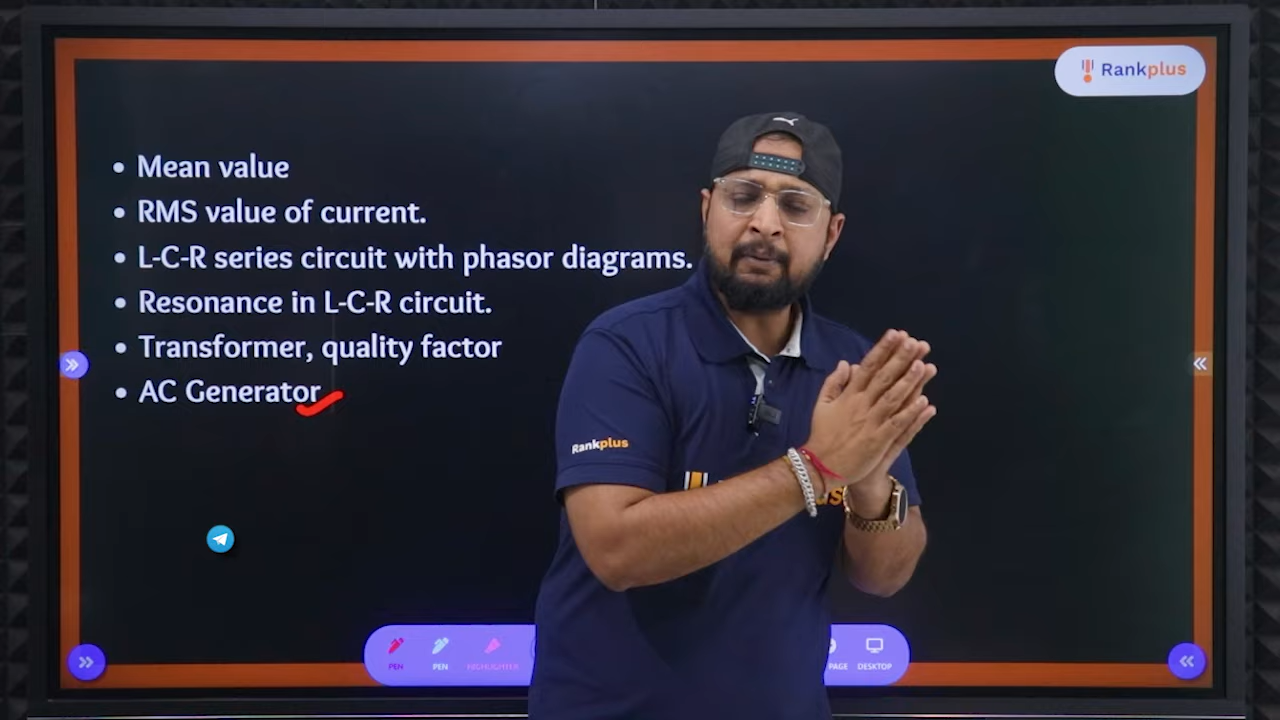 Rankplus
• Mean value
• RMS value of current.
• L-C-R series circuit with phasor diagrams.
• Resonance in L-C-R circuit.
• Transformer, quality factor
• AC Generator
Rankplus
PEN
PEN
HIGHLIGHTER
PAGE
DESKTOP